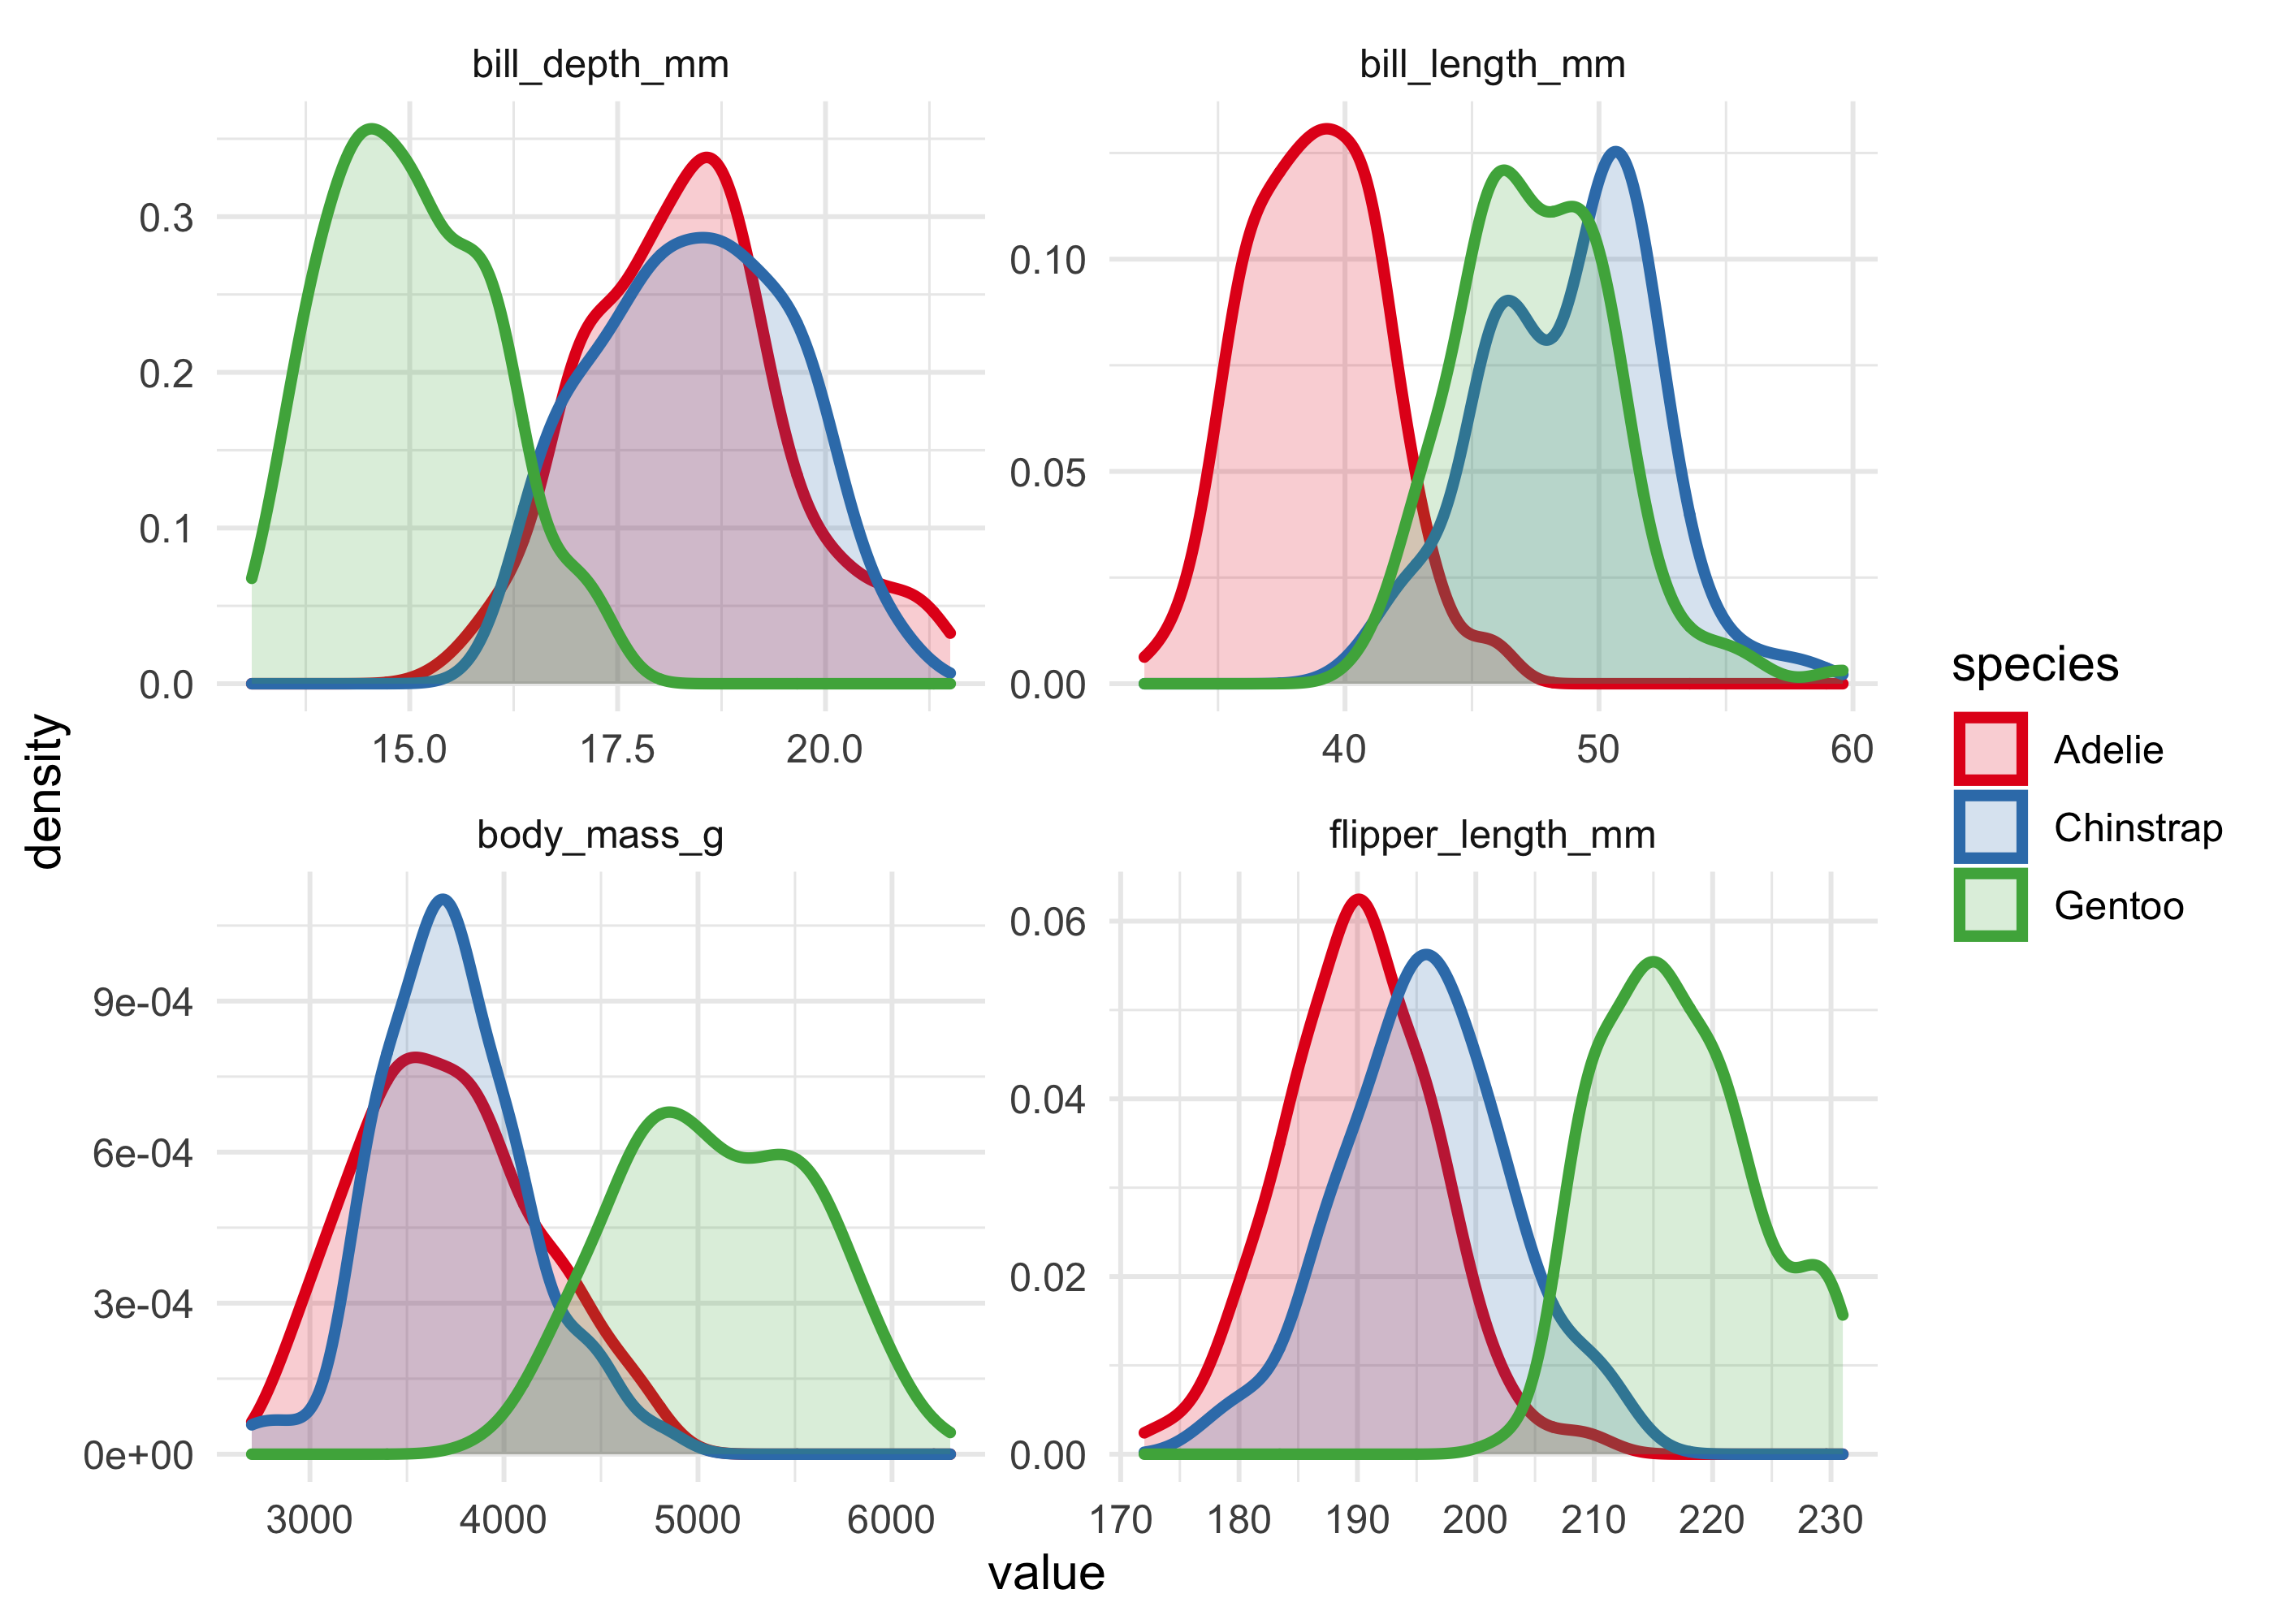 bill_depth_mm
bill_length_mm
0.3
0.2
0.1
0.0
15.0 17.5 20.0
0.10
0.05
0.00
40 50 60
body_mass_g
flipper_length_mm
9e-04
6e-04
3e-04
0e+00
3000 4000 5000 6000
0.06
0.04
0.02
0.00
170 180 190 200 210 220 230
density
value
species
Adelie
Chinstrap
Gentoo